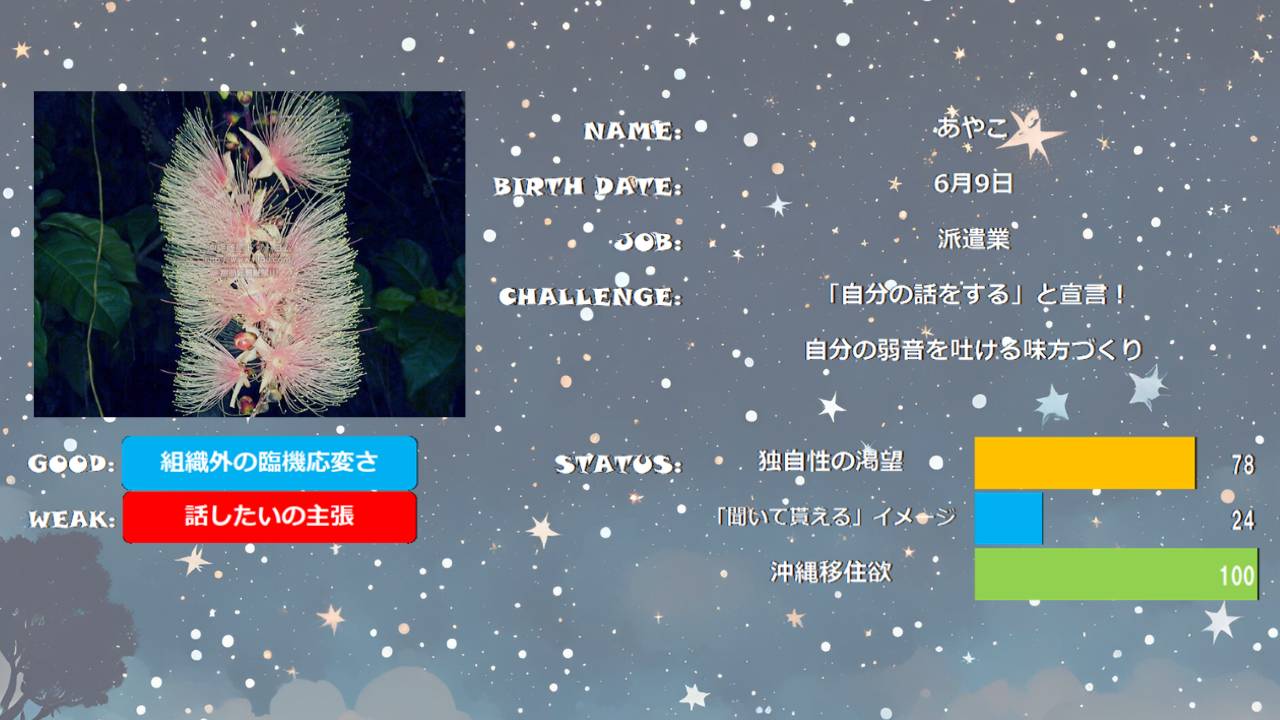 NAME: あやこ
BIRTH DATE: 6月9日
JOB: 派遣業
CHALLENGE: 「自分の話をする」と宣言！
自分の弱音を吐ける味方づくり
GOOD: 組織外の臨機応変さ
WEAK: 話したいの主張
STATUS: 独自性の渇望 78
「聞いて貰える」イメージ 24
沖縄移住欲 100